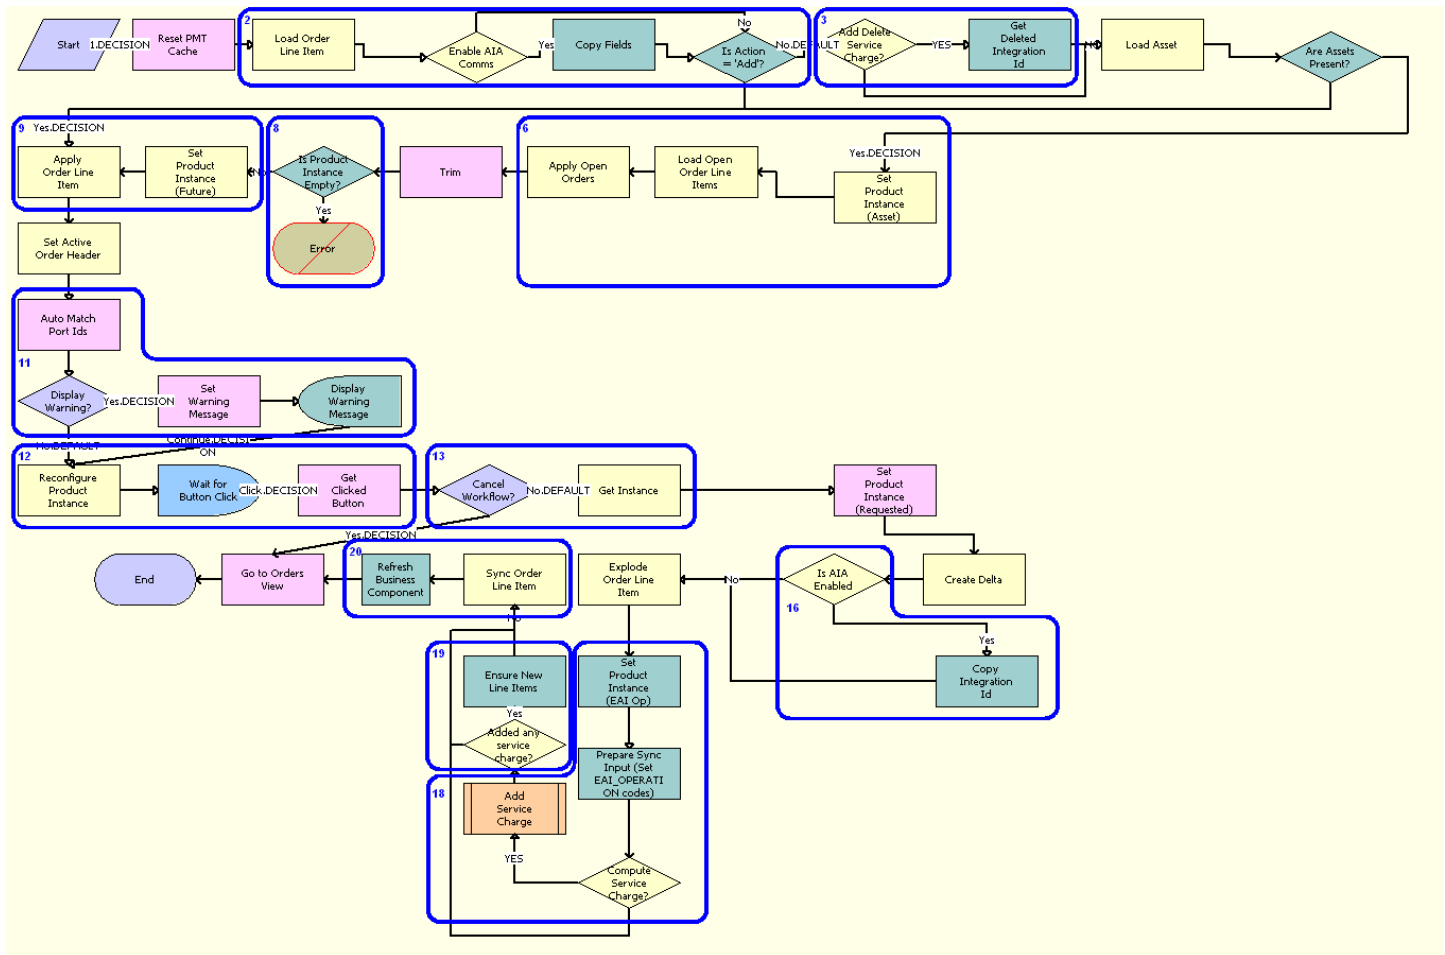 2
3
Start
1.DECISION
Reset PMT
Cache
Load Order
Line Item
Enable AIA
Comms
Yes
Copy Fields
No
Is Action
= 'Add'?
No.DEFAULT
Add Delete
Service
Charge?
YES
Get
Deleted
Integration
Id
No
Load Asset
Are Assets
Present?
9
Yes.DECISION
Apply
Order Line
Item
Set
Product
Instance
(Future)
No
8
Is Product
Instance
Empty?
Yes
Error
Trim
6
Apply Open
Orders
Load Open
Order Line
Items
Yes.DECISION
Set
Product
Instance
(Asset)
Set Active
Order Header
Auto Match
Port Ids
11
Display
Warning?
Yes.DECISION
Set
Warning
Message
Display
Warning
Message
No.DEFAULT
Continue.DECISI
ON
12
Reconfigure
Product
Instance
Wait for
Button Click
Click.DECISION
Get
Clicked
Button
13
Cancel
Workflow?
No.DEFAULT
Get Instance
Set
Product
Instance
(Requested)
Yes.DECISION
End
Go to Orders
View
20
Refresh
Business
Component
Sync Order
Line Item
No
Explode
Order Line
Item
No
Is AIA
Enabled
Create Delta
16
Yes
Copy
Integration
Id
19
Ensure New
Line Items
Yes
Added any
service
charge?
Set
Product
Instance
(EAI Op)
Prepare Sync
Input (Set
EAI_OPERATI
ON codes)
18
Add
Service
Charge
YES
Compute
Service
Charge?